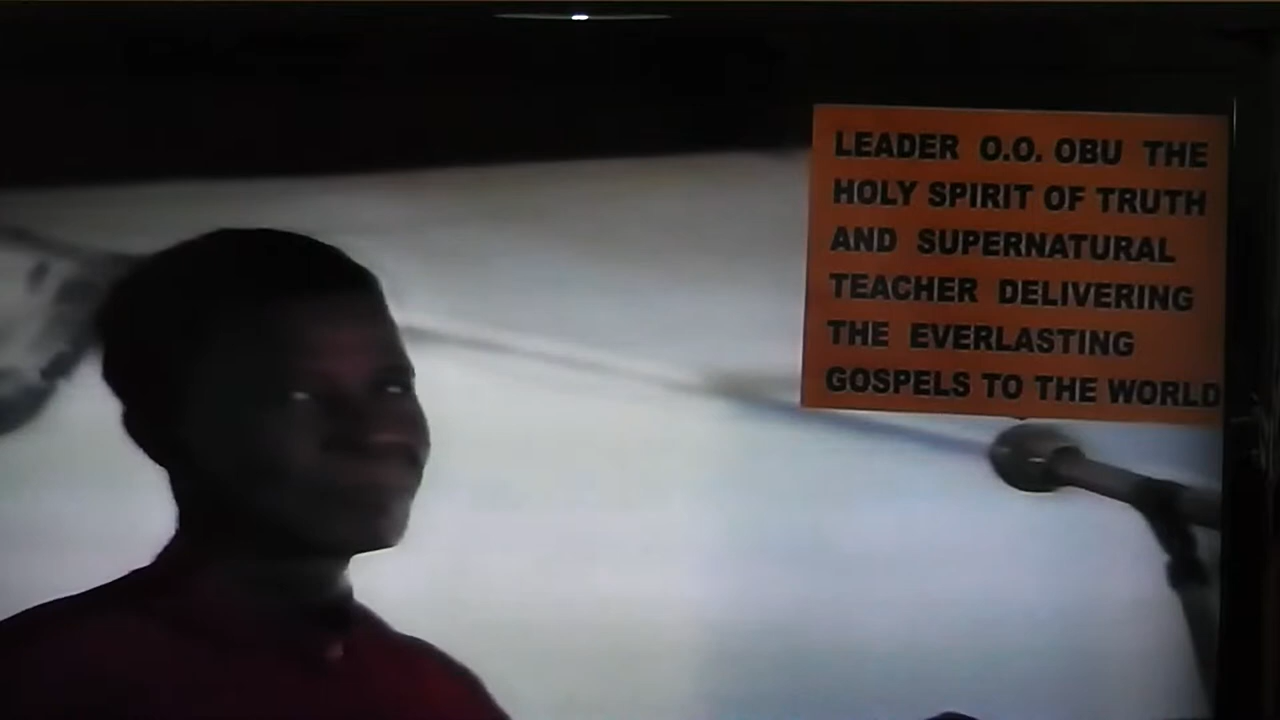 LEADER O.O. OBU THE
HOLY SPIRIT OF TRUTH
AND SUPERNATURAL
TEACHER DELIVERING
THE EVERLASTING
GOSPELS TO THE WORLD